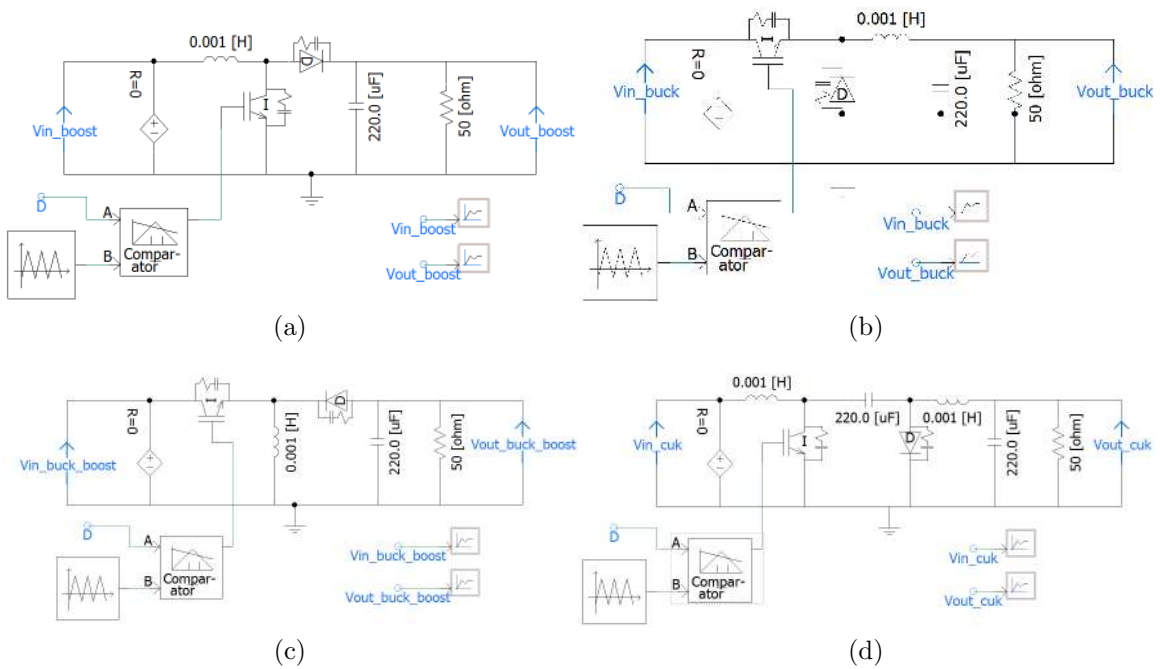 0.001 [H]
R=0
D
I
220.0 [uF]
50 [ohm]
Vin_boost
Vout_boost
D
A
B
Compar-
ator
Vin_boost
Vout_boost
(a)
0.001 [H]
I
R=0
D
220.0 [uF]
50 [ohm]
Vin_buck
Vout_buck
D
A
B
Compar-
ator
Vin_buck
Vout_buck
(b)
I
D
R=0
0.001 [H]
220.0 [uF]
50 [ohm]
Vin_buck_boost
Vout_buck_boost
D
A
B
Compar-
ator
Vin_buck_boost
Vout_buck_boost
(c)
0.001 [H]
220.0 [uF]
0.001 [H]
R=0
I
D
220.0 [uF]
50 [ohm]
Vin_cuk
Vout_cuk
D
A
B
Compar-
ator
Vin_cuk
Vout_cuk
(d)